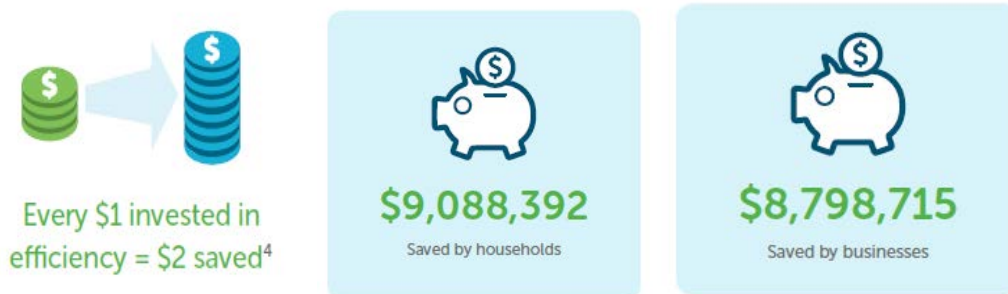 $
$
Every $1 invested in
efficiency = $2 saved4
$
$9,088,392
Saved by households
$
$8,798,715
Saved by businesses